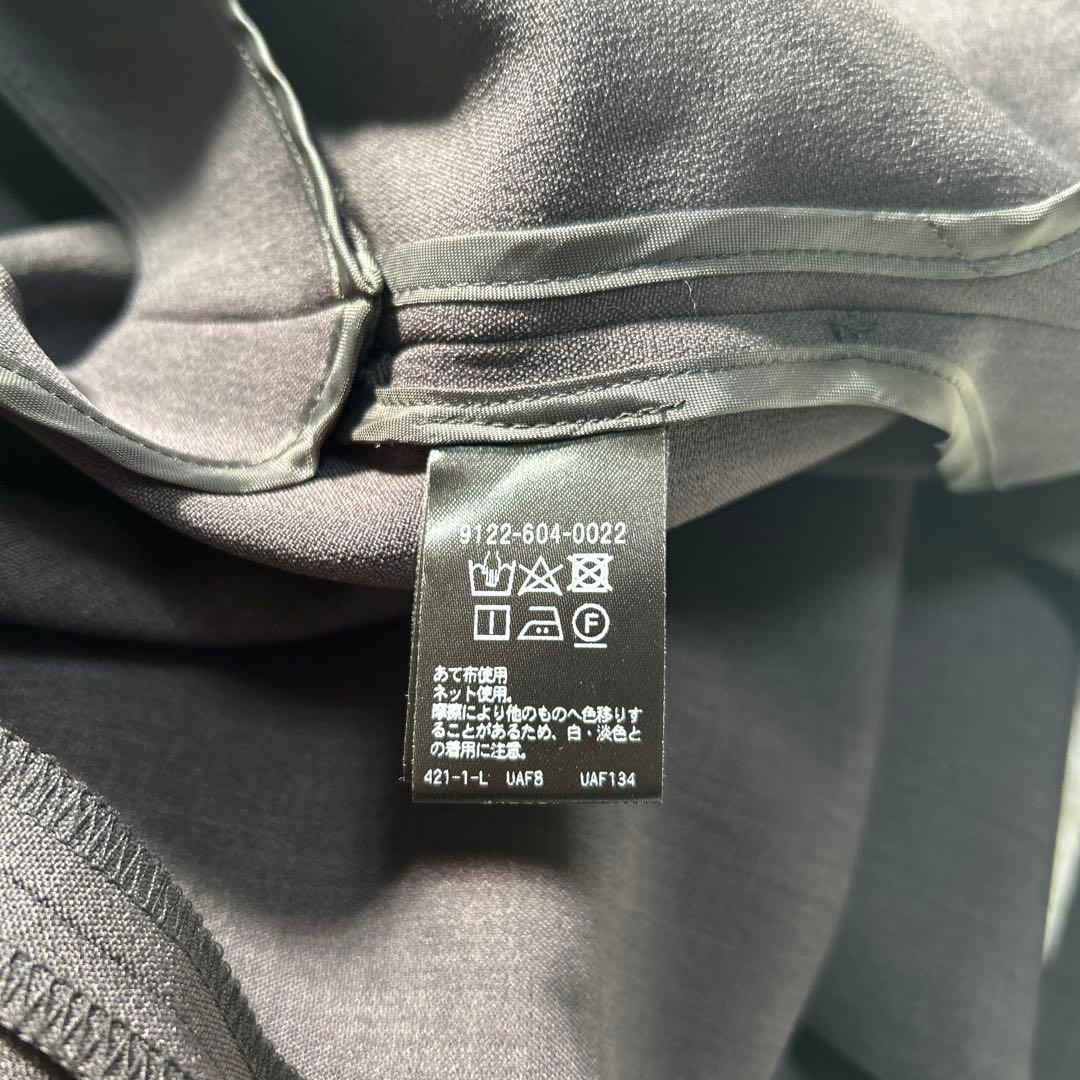 9122-604-0022
F
あて布使用
ネット使用。
摩擦により他のものへ色移りす
ることがあるため、白・淡色と
の着用に注意。
421-1-L UAF8 UAF134